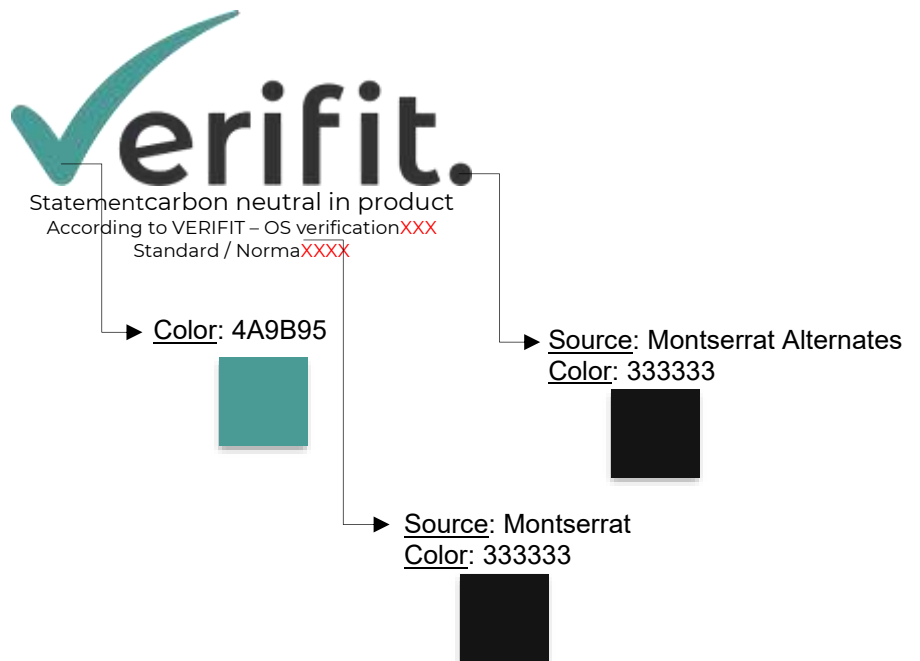 verifit.
Statementcarbon neutral in product
According to VERIFIT – OS verificationXXX
Standard / NormaXXXX
Color: 4A9B95
Source: Montserrat Alternates
Color: 333333
Source: Montserrat
Color: 333333